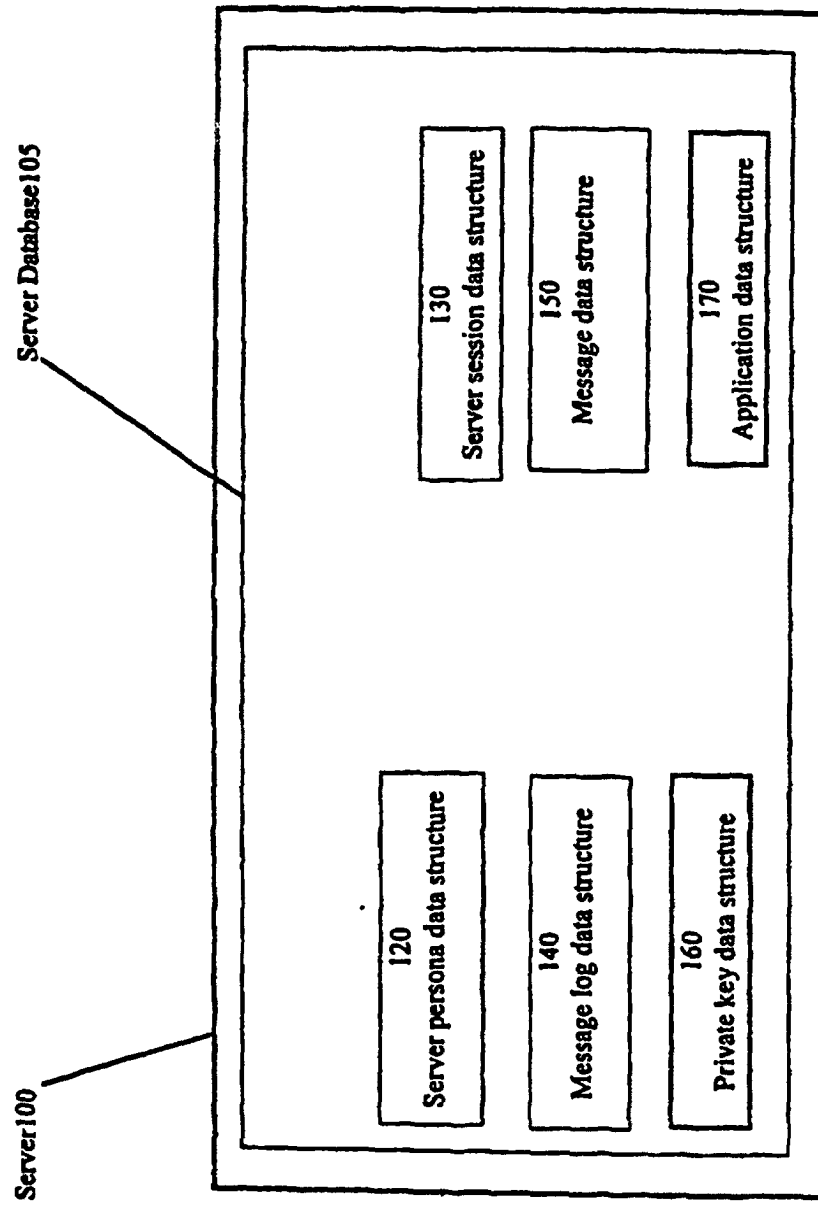 Server100
Server Database105
120
Server persona data structure
130
Server session data structure
140
Message log data structure
150
Message data structure
160
Private key data structure
170
Application data structure